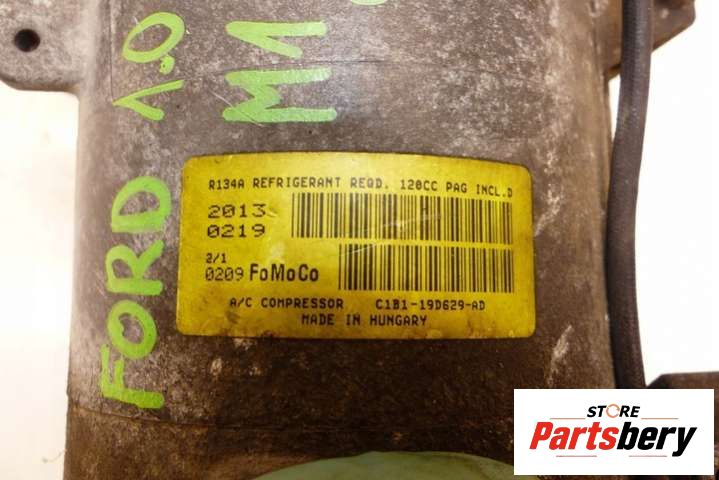 FORD 1.0
M1
R134A REFRIGERANT REQD. 120CC PAG INCL.D
2013
0219
2/1
0209 FoMoCo
A/C COMPRESSOR C1B1-19D629-AD
MADE IN HUNGARY
STORE
Partsbery